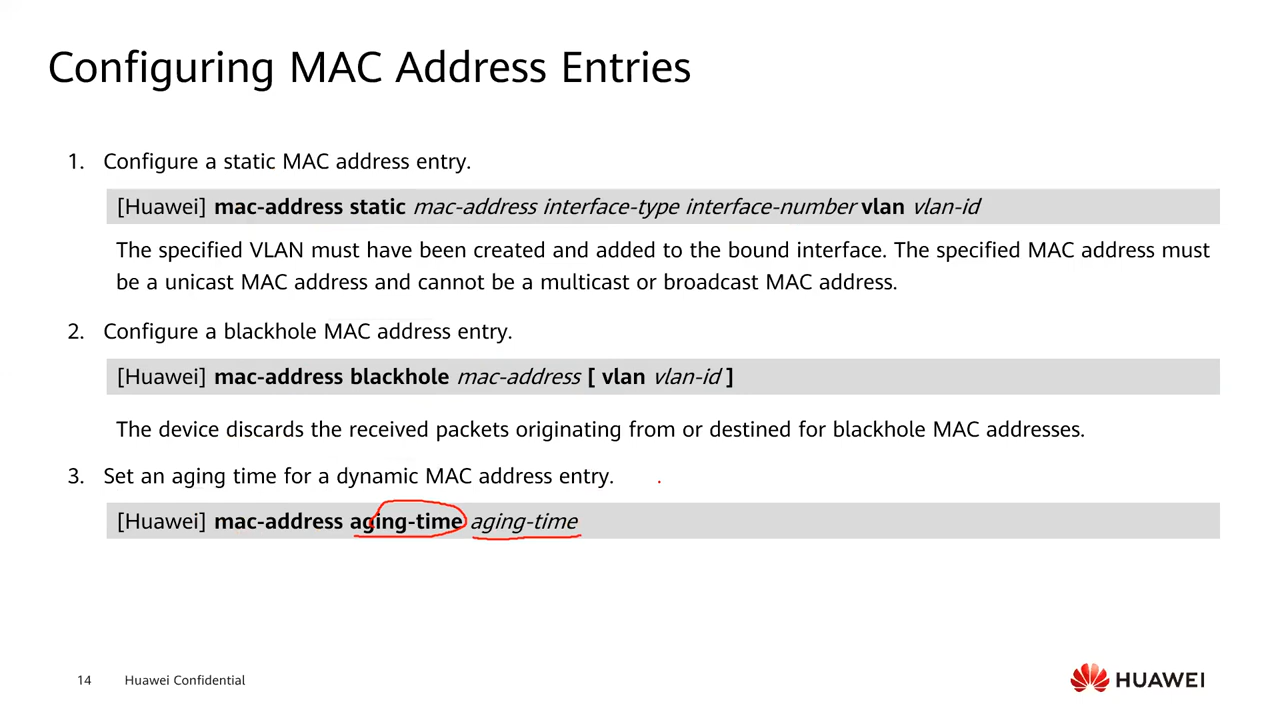 Configuring MAC Address Entries
1. Configure a static MAC address entry.
[Huawei] mac-address static mac-address interface-type interface-number vlan vlan-id
The specified VLAN must have been created and added to the bound interface. The specified MAC address must
be a unicast MAC address and cannot be a multicast or broadcast MAC address.
2. Configure a blackhole MAC address entry.
[Huawei] mac-address blackhole mac-address [ vlan vlan-id ]
The device discards the received packets originating from or destined for blackhole MAC addresses.
3. Set an aging time for a dynamic MAC address entry.
[Huawei] mac-address aging-time aging-time
14 Huawei Confidential
HUAWEI